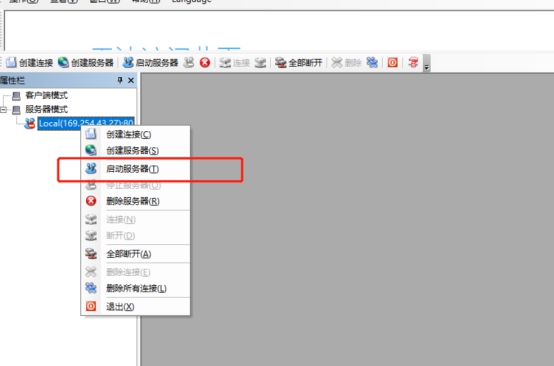 操作(O) 查看(V) 窗口(W) 帮助(H) Language
创建连接 创建服务器 启动服务器 连接 全部断开 删除
属性栏
客户端模式
服务器模式
Local(169.254.43.27):80
创建连接(C)
创建服务器(S)
启动服务器(T)
停止服务器(O)
删除服务器(R)
连接(N)
断开(D)
全部断开(A)
删除连接(E)
删除所有连接(L)
退出(X)